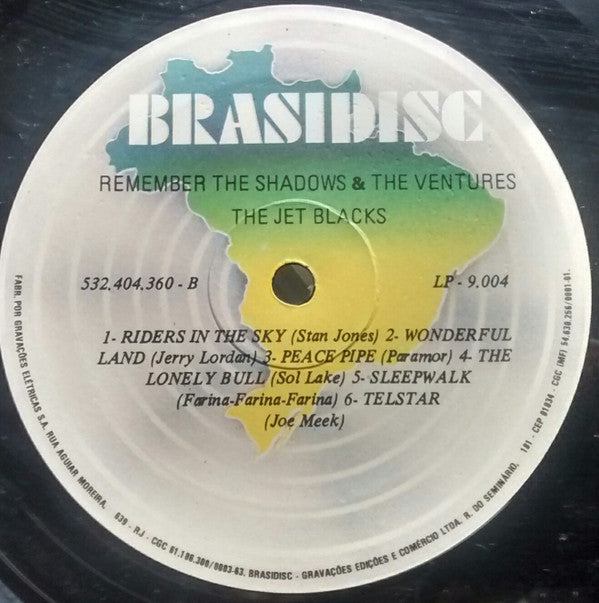 BRASIDISC
REMEMBER THE SHADOWS & THE VENTURES
THE JET BLACKS
532.404.360 - B
LP - 9.004
1- RIDERS IN THE SKY (Stan Jones) 2- WONDERFUL
LAND (Jerry Lordan) 3- PEACE PIPE (Paramor) 4- THE
LONELY BULL (Sol Lake) 5- SLEEPWALK
(Farina-Farina-Farina) 6- TELSTAR
(Joe Meek)
FABR. POR GRAVAÇÕES ELÉTRICAS S.A. RUA AGUIAR MOREIRA, 639 - RJ - CGC 61.186.300/0003-63. BRASIDISC - GRAVAÇÕES EDIÇÕES E COMÉRCIO LTDA. R. DO SEMINÁRIO, 181 - CEP 01034 - CGC (MF) 54.630.256/0001-01.